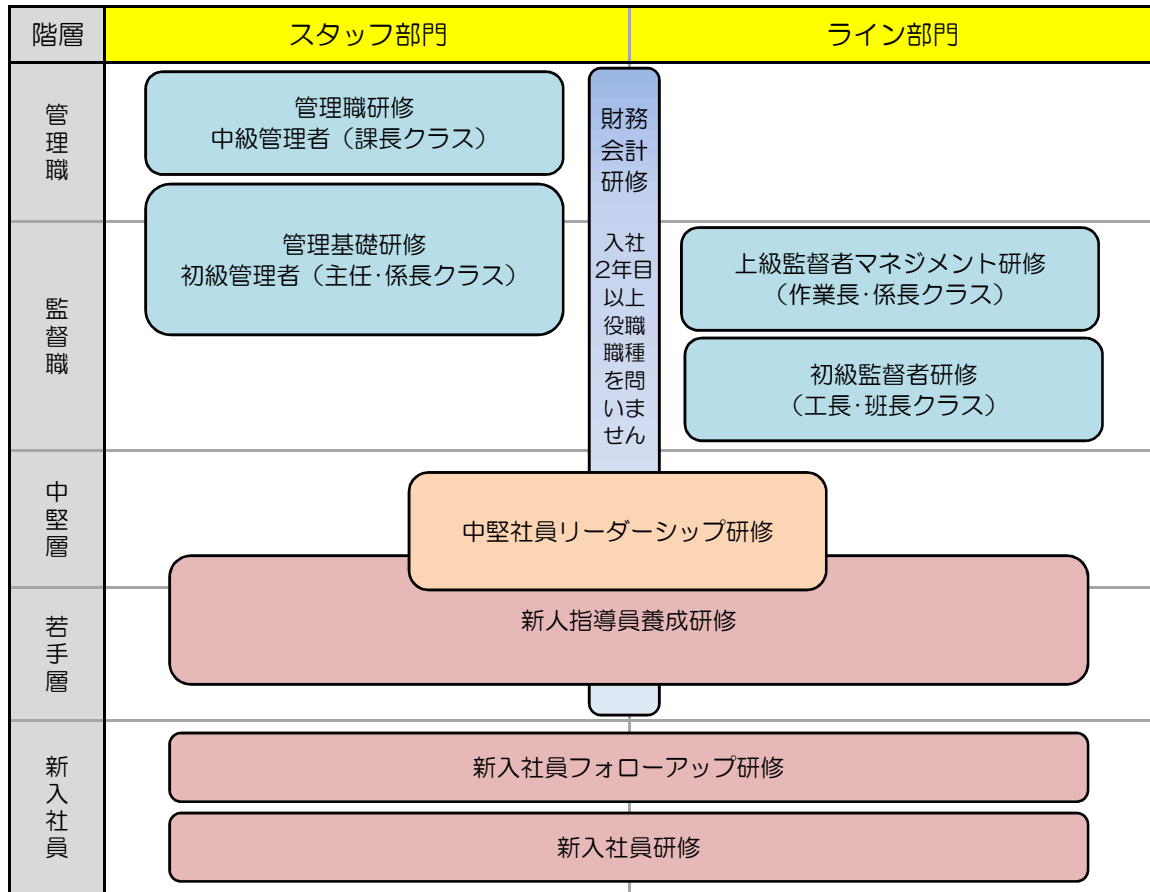 階層
スタッフ部門
ライン部門
管理職
管理職研修
中級管理者（課長クラス）
財務
会計
研修
入社
2年目
以上
役職
職種
を問
いま
せん
監督職
管理基礎研修
初級管理者（主任･係長クラス）
上級監督者マネジメント研修
（作業長･係長クラス）
初級監督者研修
（工長･班長クラス）
中堅層
中堅社員リーダーシップ研修
若手層
新人指導員養成研修
新入社員
新入社員フォローアップ研修
新入社員研修